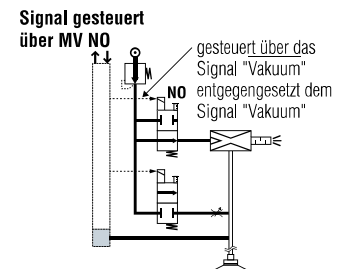 Signal gesteuert
über MV NO
gesteuert über das
Signal "Vakuum"
NO
entgegengesetzt dem
Signal "Vakuum"